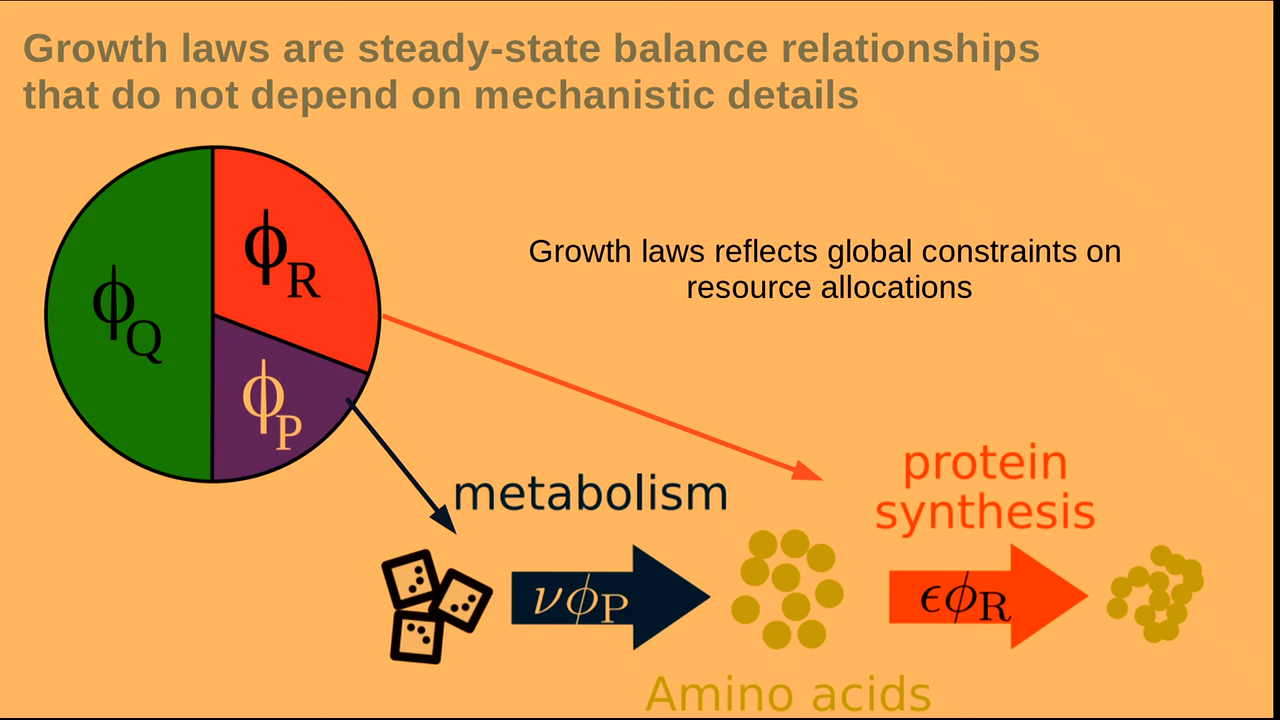 Growth laws are steady-state balance relationships
that do not depend on mechanistic details
ϕR
ϕQ
ϕP
Growth laws reflects global constraints on
resource allocations
metabolism
protein
synthesis
νϕP
ϵϕR
Amino acids